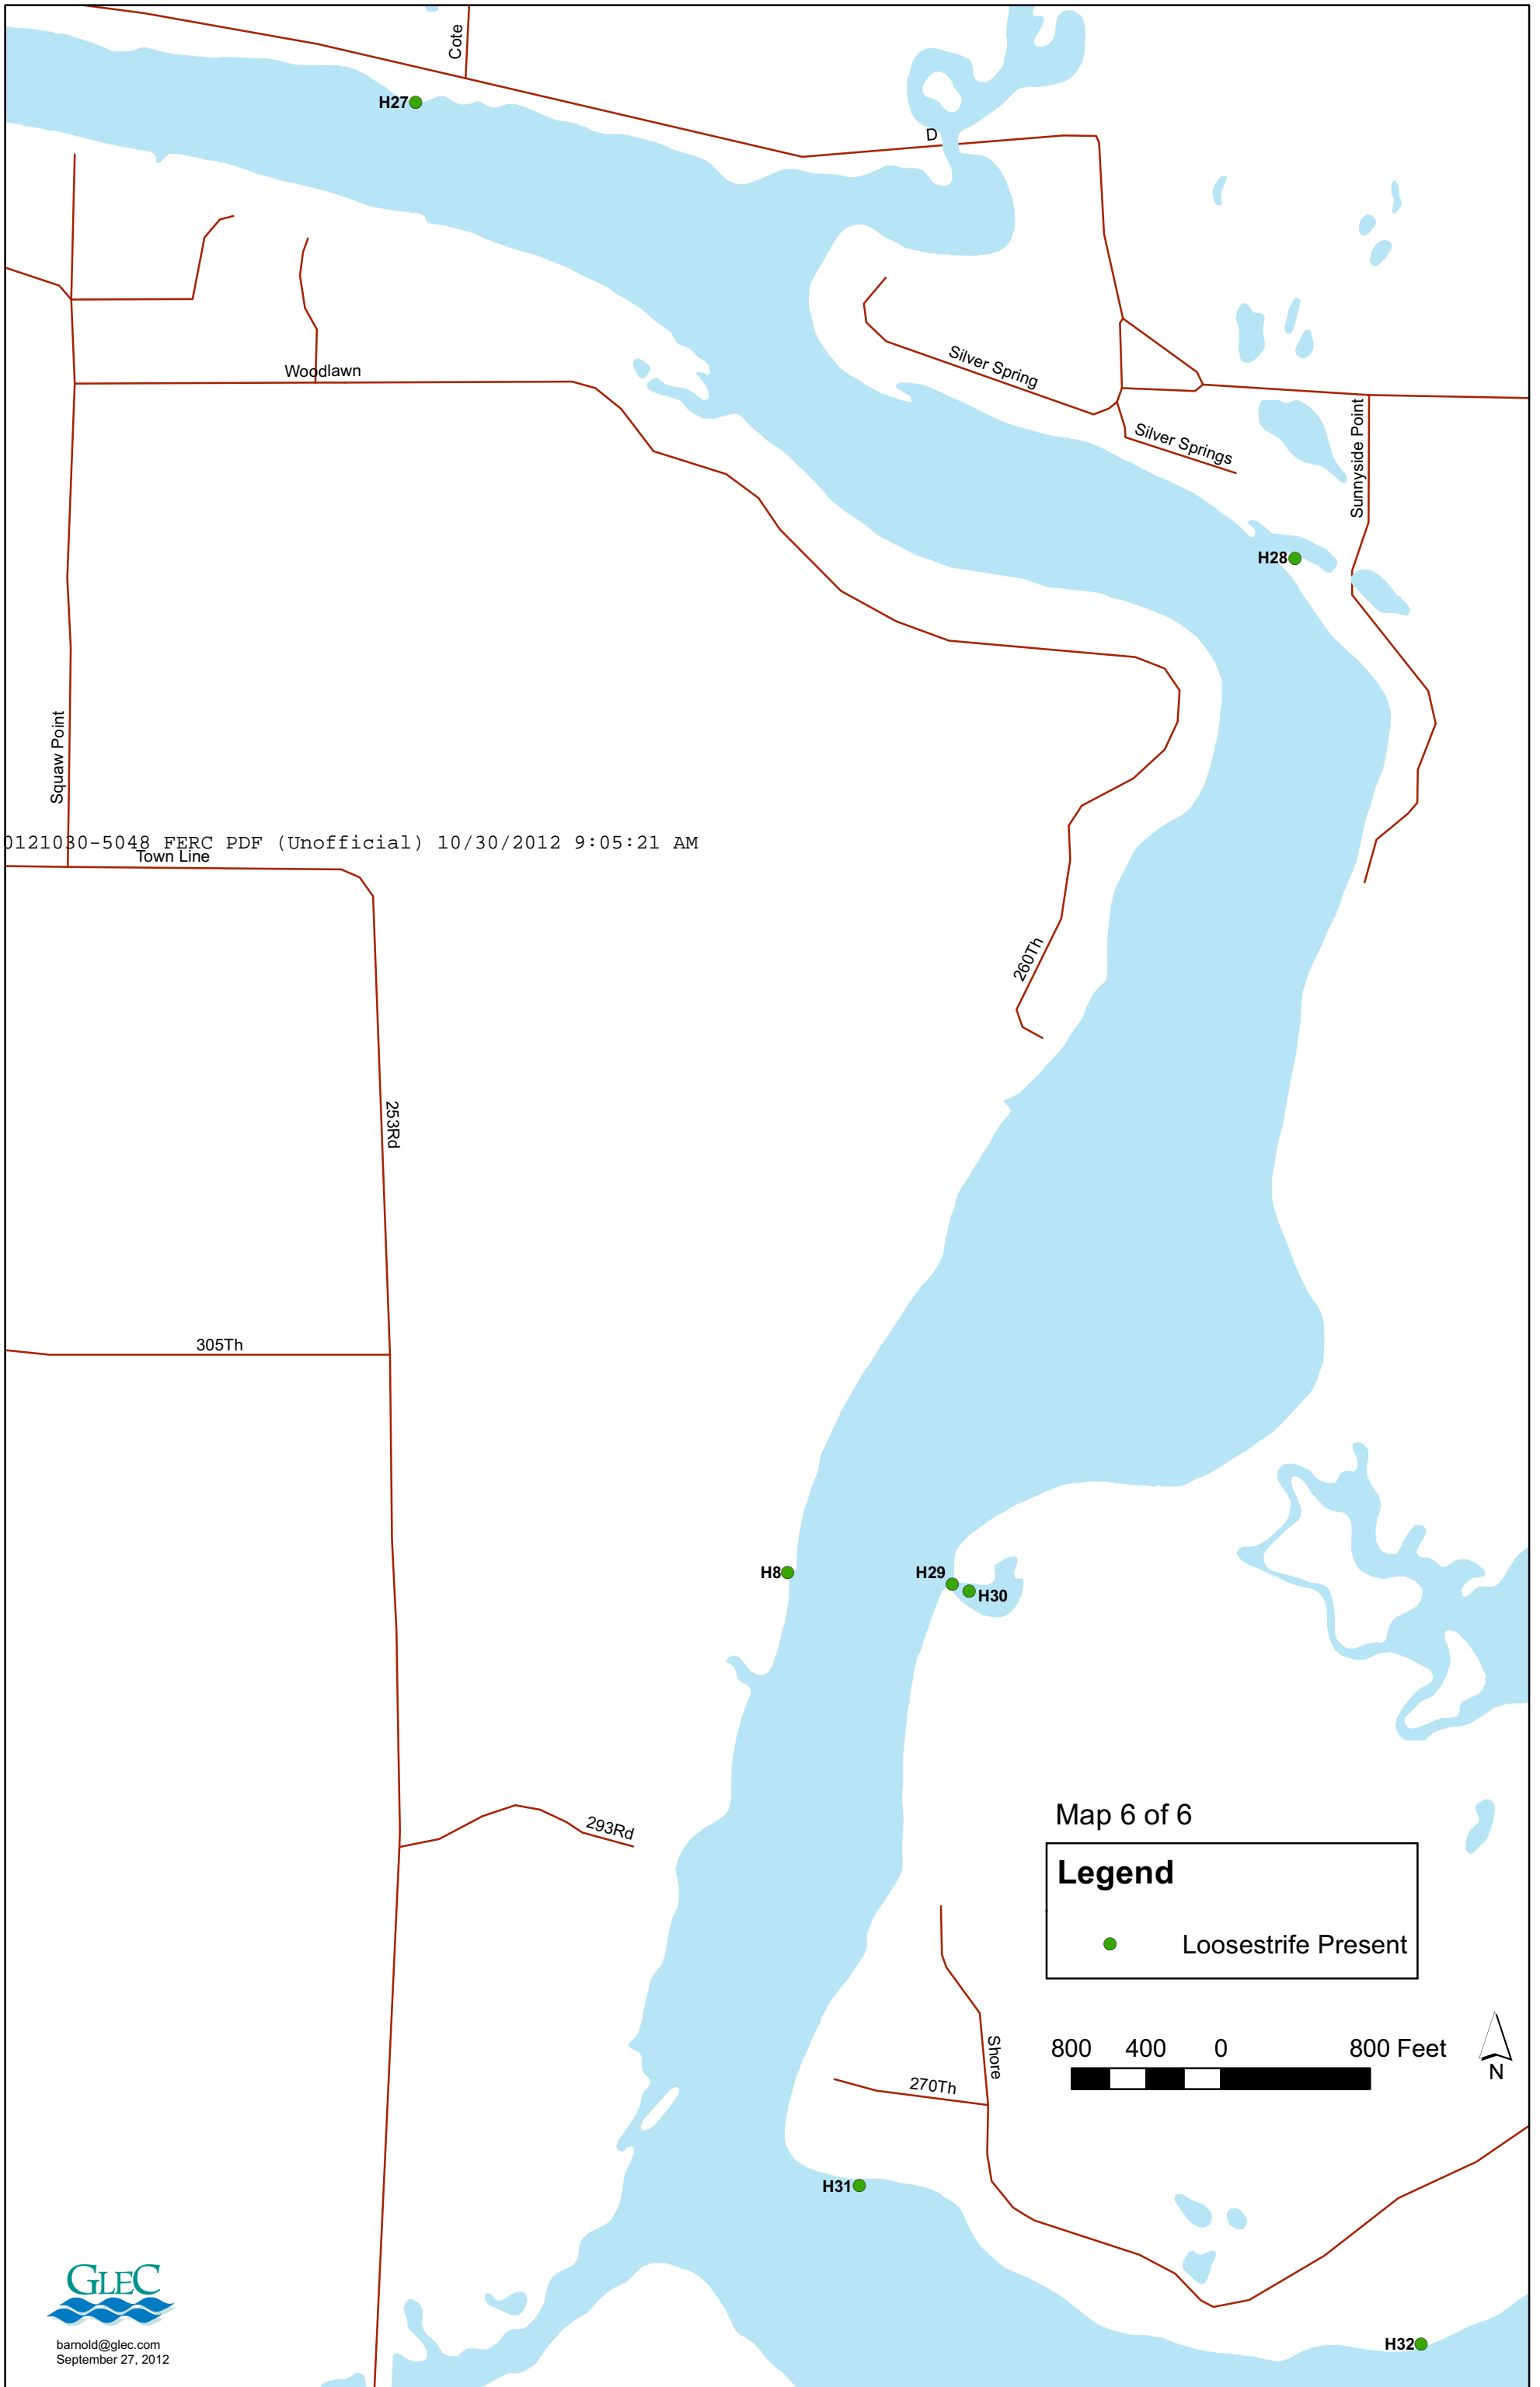 Cote
H27
D
Silver Spring
Woodlawn
Silver Springs
Sunnyside Point
H28
Squaw Point
0121030-5048 FERC PDF (Unofficial) 10/30/2012 9:05:21 AM
Town Line
260Th
253Rd
305Th
H8
H29
H30
293Rd
Map 6 of 6
Legend
Loosestrife Present
Shore
800 400 0 800 Feet
N
270Th
H31
GLEC
H32
barnold@glec.com
September 27, 2012